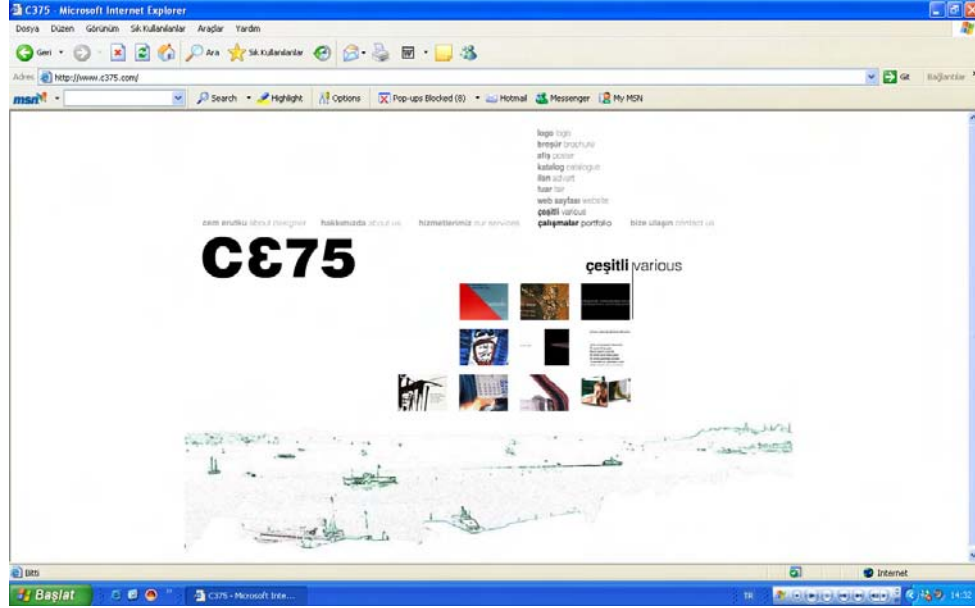 C375 - Microsoft Internet Explorer
Dosya Düzen Görünüm Sık Kullanılanlar Araçlar Yardım
Geri Ara Sık Kullanılanlar
Adres http://www.c375.com/ Git Bağlantılar
msn Search Highlight Options Pop-ups Blocked (8) Hotmail Messenger My MSN
logo logo
broşür brochure
afiş poster
katalog catalogue
ilan advert
fuar fair
web sayfası website
çeşitli various
cem erutku about designer hakkımızda about us hizmetlerimiz our services çalışmalar portfolio bize ulaşın contact us
CƐ75
çeşitli various
Bitti Internet
Başlat C375 - Microsoft Inte... TR 14:32